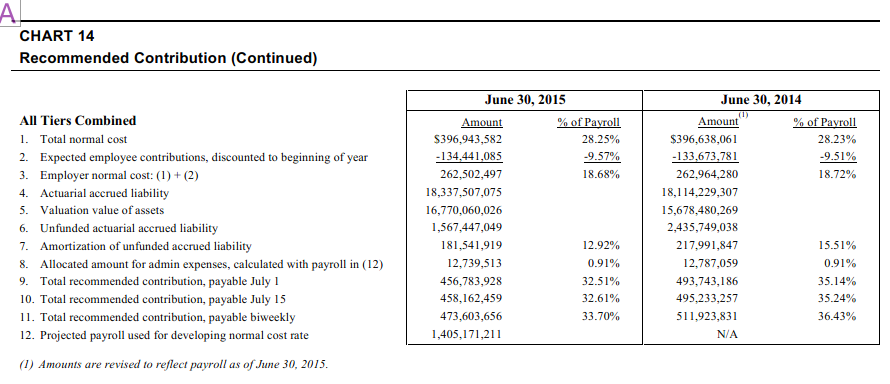 A
CHART 14
Recommended Contribution (Continued)
June 30, 2015 June 30, 2014
All Tiers Combined Amount % of Payroll Amount(1) % of Payroll
1. Total normal cost $396,943,582 28.25% $396,638,061 28.23%
2. Expected employee contributions, discounted to beginning of year -134,441,085 -9.57% -133,673,781 -9.51%
3. Employer normal cost: (1) + (2) 262,502,497 18.68% 262,964,280 18.72%
4. Actuarial accrued liability 18,337,507,075 18,114,229,307
5. Valuation value of assets 16,770,060,026 15,678,480,269
6. Unfunded actuarial accrued liability 1,567,447,049 2,435,749,038
7. Amortization of unfunded accrued liability 181,541,919 12.92% 217,991,847 15.51%
8. Allocated amount for admin expenses, calculated with payroll in (12) 12,739,513 0.91% 12,787,059 0.91%
9. Total recommended contribution, payable July 1 456,783,928 32.51% 493,743,186 35.14%
10. Total recommended contribution, payable July 15 458,162,459 32.61% 495,233,257 35.24%
11. Total recommended contribution, payable biweekly 473,603,656 33.70% 511,923,831 36.43%
12. Projected payroll used for developing normal cost rate 1,405,171,211 N/A
(1) Amounts are revised to reflect payroll as of June 30, 2015.